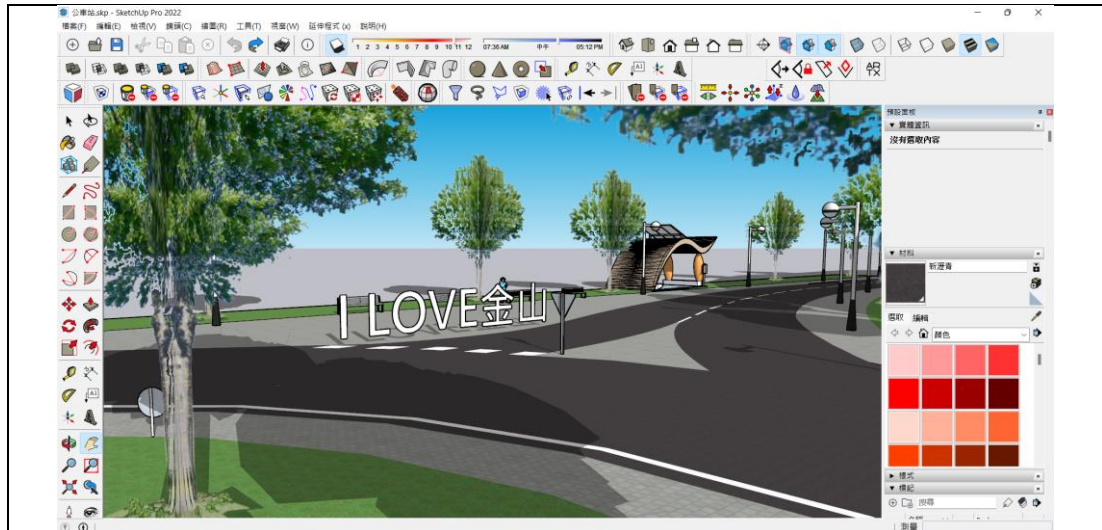 公車站.skp - SketchUp Pro 2022
檔案(F) 編輯(E) 檢視(V) 鏡頭(C) 繪圖(R) 工具(T) 視窗(W) 延伸程式 (x) 說明(H)
1 2 3 4 5 6 7 8 9 10 11 12 07:36 AM 中午 05:12 PM
預設面板
實體資訊
沒有選取內容
I LOVE金山
材料
新瀝青
選取 編輯
顏色
樣式
標記
搜尋
測量